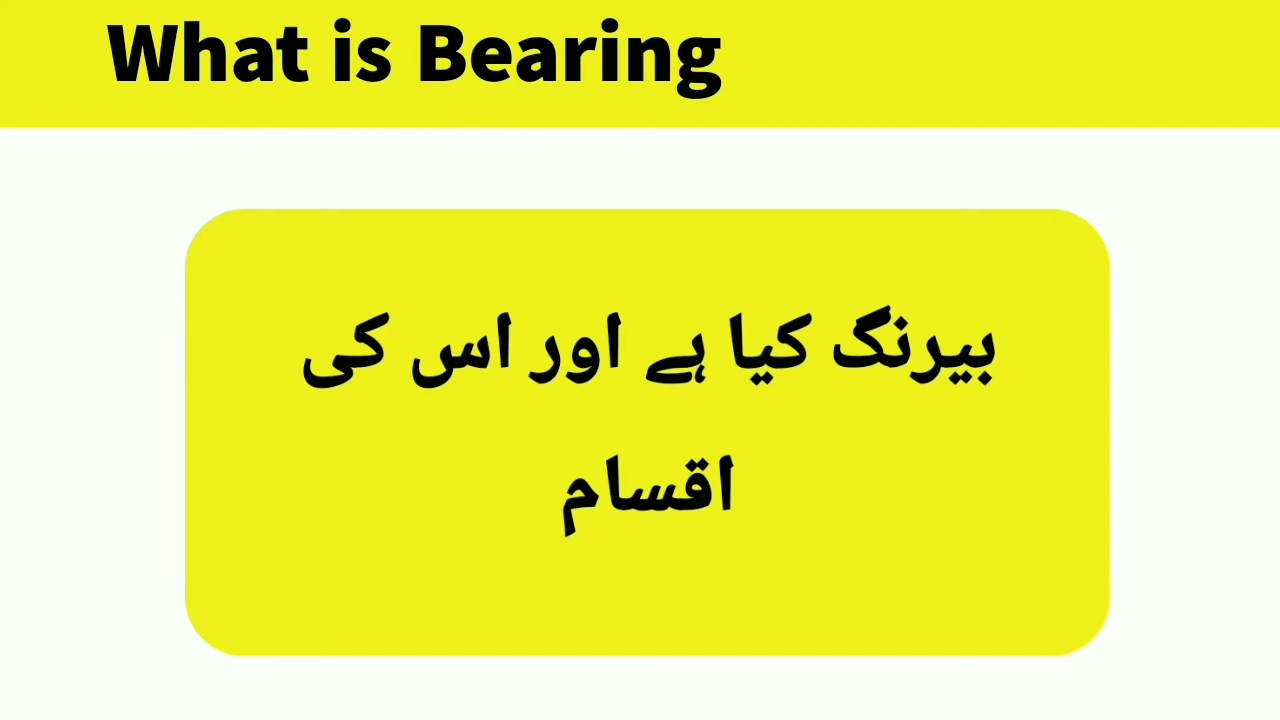 What is Bearing
بیرنگ کیا ہے اور اس کی
اقسام